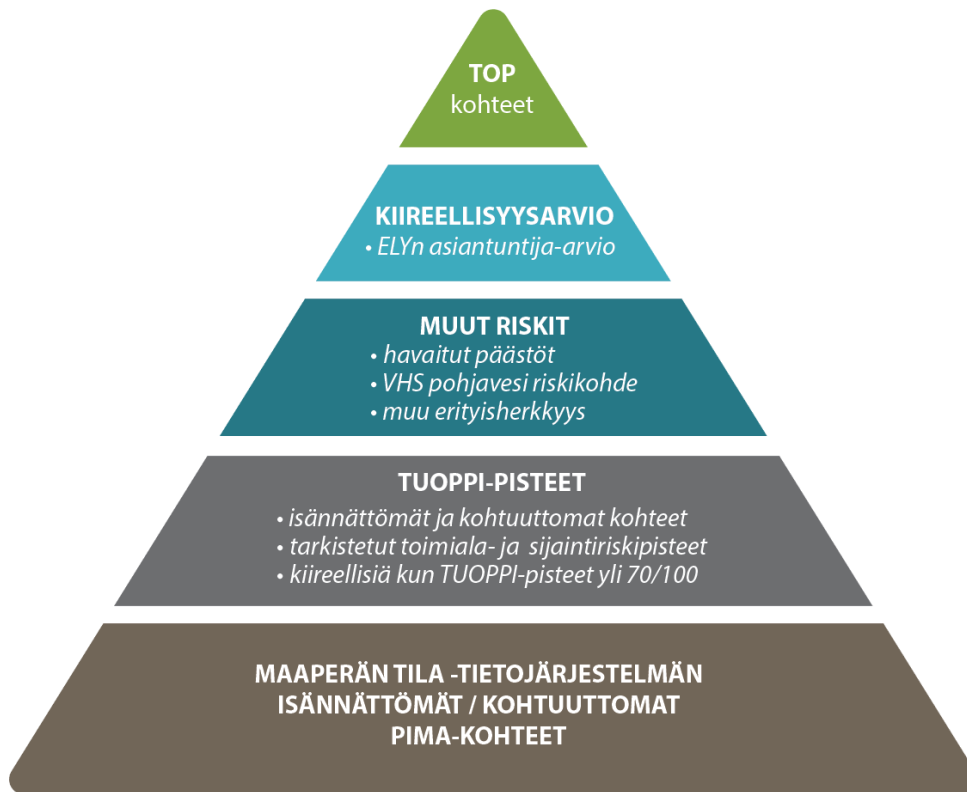 TOP
kohteet
KIIREELLISYYSARVIO
• ELYn asiantuntija-arvio
MUUT RISKIT
• havaitut päästöt
• VHS pohjavesi riskikohde
• muu erityisherkkyys
TUOPPI-PISTEET
• isännättömät ja kohtuuttomat kohteet
• tarkistetut toimiala- ja sijaintiriskipisteet
• kiireellisiä kun TUOPPI-pisteet yli 70/100
MAAPERÄN TILA -TIETOJÄRJESTELMÄN
ISÄNNÄTTÖMÄT / KOHTUUTTOMAT
PIMA-KOHTEET